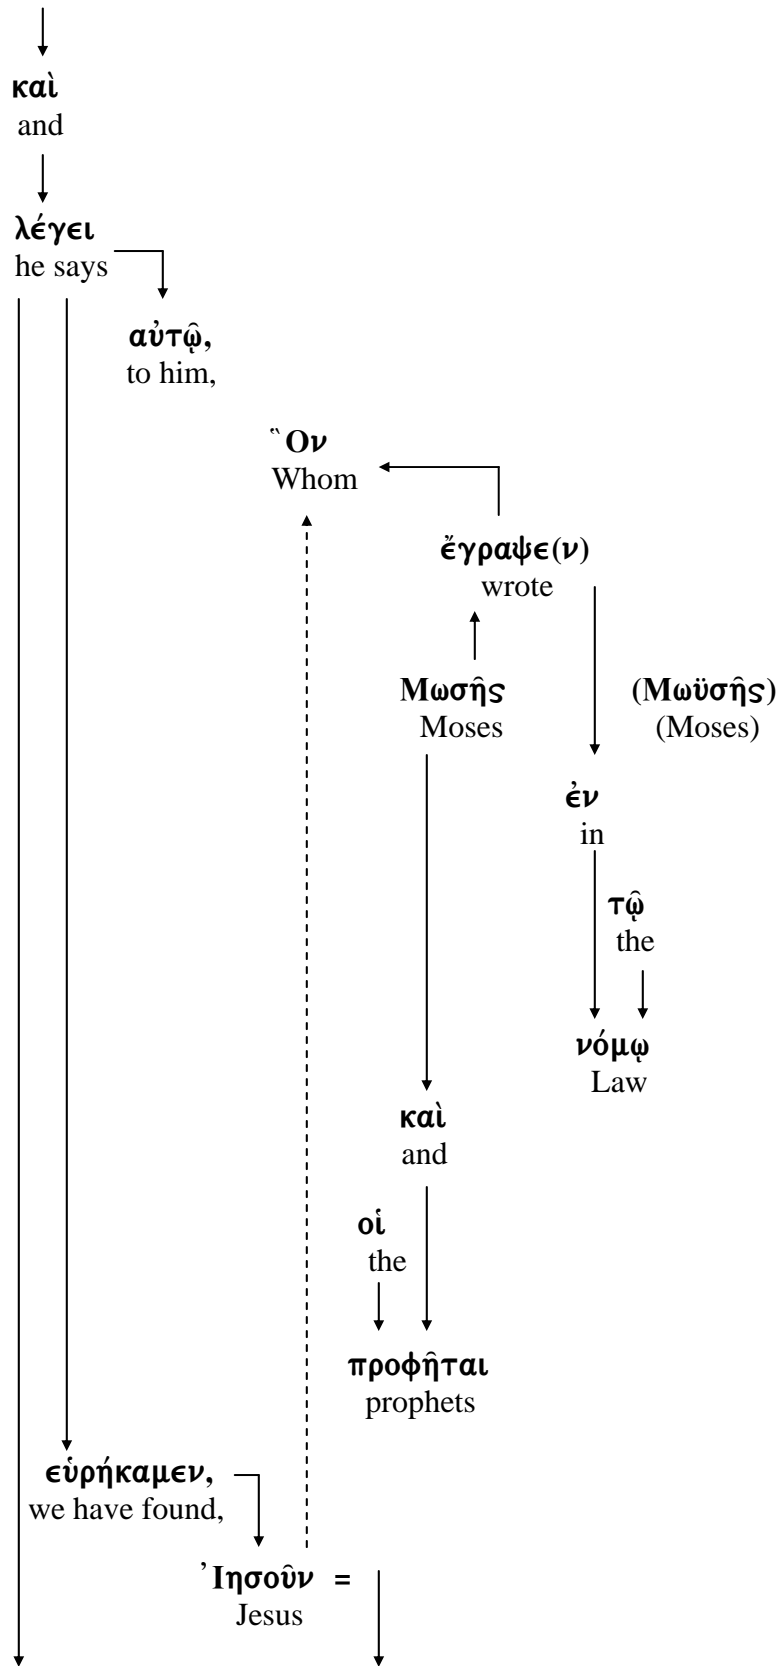 καὶ
and
λέγει
he says
αὐτῷ,
to him,
Ὃν
Whom
ἔγραψε(ν)
wrote
Μωσῆς (Μωϋσῆς)
Moses (Moses)
ἐν
in
τῷ
the
νόμῳ
Law
καὶ
and
οἱ
the
προφῆται
prophets
εὑρήκαμεν,
we have found,
Ἰησοῦν =
Jesus